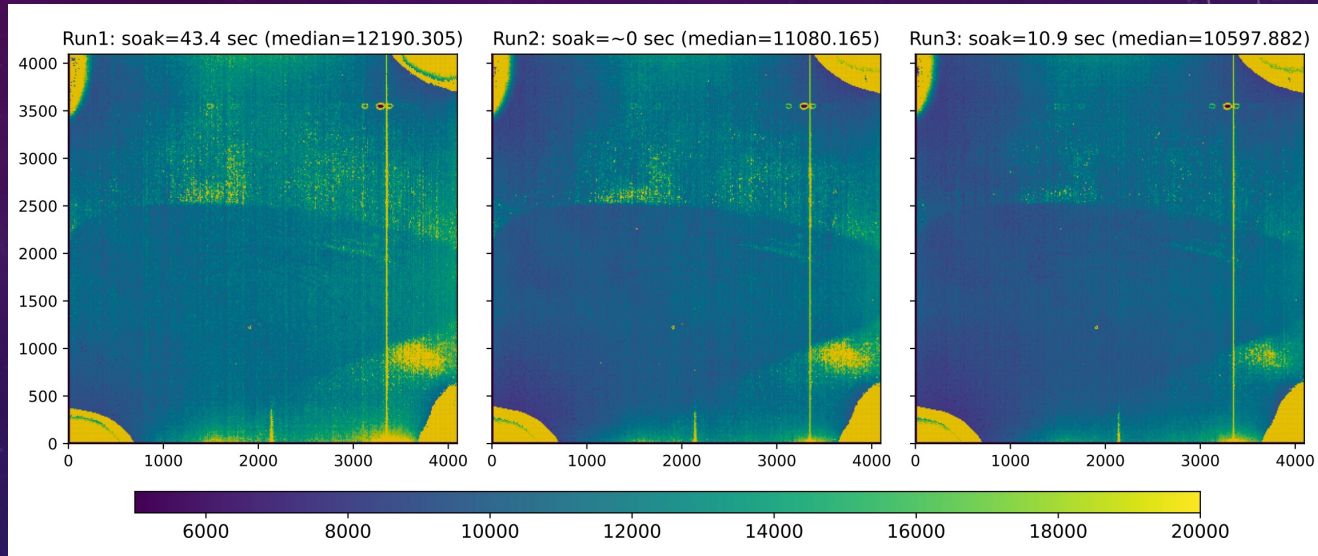 Run1: soak=43.4 sec (median=12190.305)
Run2: soak=~0 sec (median=11080.165)
Run3: soak=10.9 sec (median=10597.882)
4000
3500
3000
2500
2000
1500
1000
500
0
0 1000 2000 3000 4000
0 1000 2000 3000 4000
0 1000 2000 3000 4000
6000 8000 10000 12000 14000 16000 18000 20000